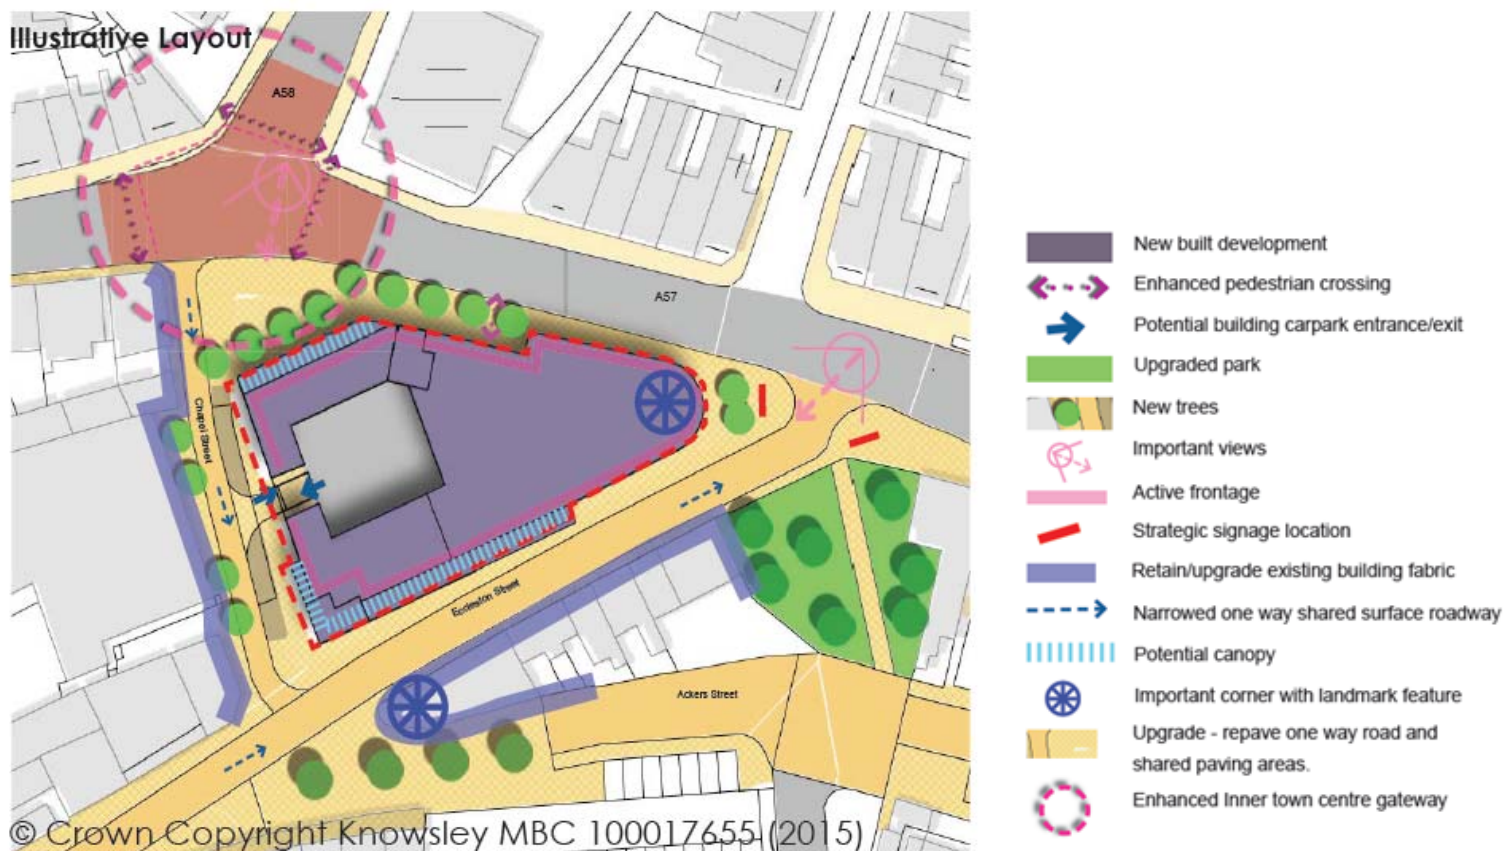 Illustrative Layout
A58
A57
Chapel Street
Eccleston Street
Ackers Street
© Crown Copyright Knowsley MBC 100017655 (2015)
New built development
Enhanced pedestrian crossing
Potential building carpark entrance/exit
Upgraded park
New trees
Important views
Active frontage
Strategic signage location
Retain/upgrade existing building fabric
Narrowed one way shared surface roadway
Potential canopy
Important corner with landmark feature
Upgrade - repave one way road and
shared paving areas.
Enhanced Inner town centre gateway